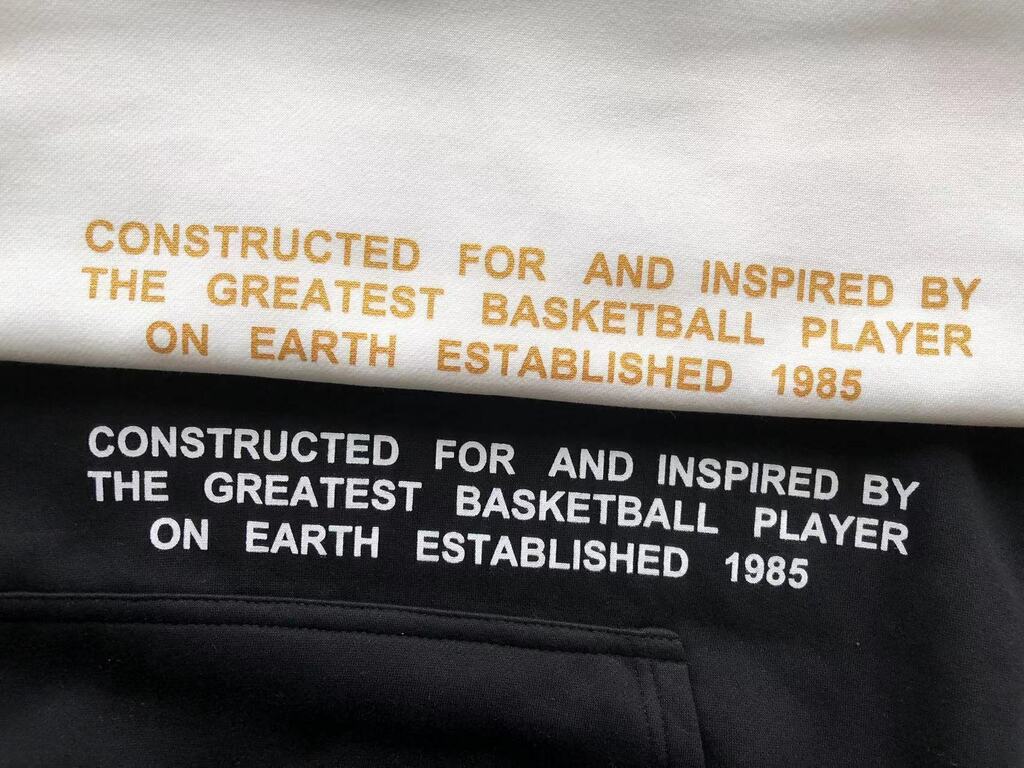 CONSTRUCTED FOR AND INSPIRED BY
THE GREATEST BASKETBALL PLAYER
ON EARTH ESTABLISHED 1985
CONSTRUCTED FOR AND INSPIRED BY
THE GREATEST BASKETBALL PLAYER
ON EARTH ESTABLISHED 1985